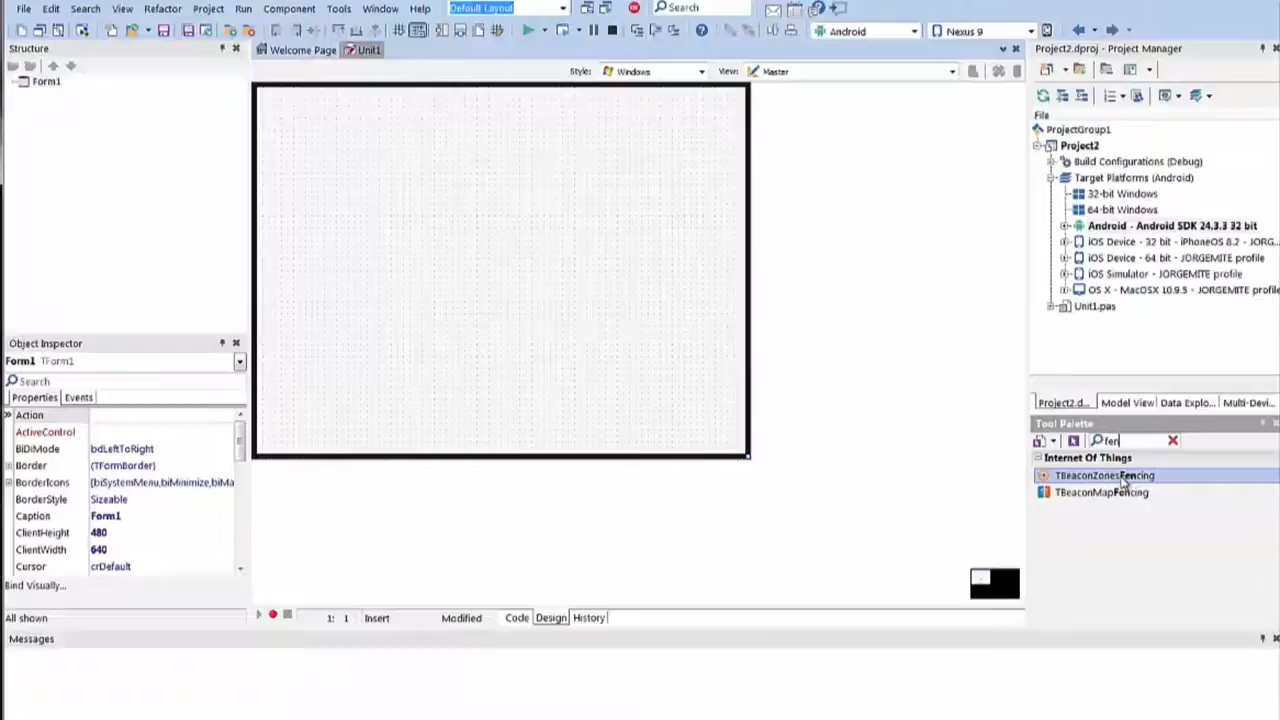 File Edit Search View Refactor Project Run Component Tools Window Help Default Layout Search
Android Nexus 9
Structure
Form1
Welcome Page Unit1
Style: Windows View: Master
Object Inspector
Form1 TForm1
Search
Properties Events
Action
ActiveControl
BiDiMode bdLeftToRight
Border (TFormBorder)
BorderIcons [biSystemMenu,biMinimize,biMa
BorderStyle Sizeable
Caption Form1
ClientHeight 480
ClientWidth 640
Cursor crDefault
Bind Visually...
All shown
1: 1 Insert Modified Code Design History
Messages
Project2.dproj - Project Manager
File
ProjectGroup1
Project2
Build Configurations (Debug)
Target Platforms (Android)
32-bit Windows
64-bit Windows
Android - Android SDK 24.3.3 32 bit
iOS Device - 32 bit - iPhoneOS 8.2 - JORG...
iOS Device - 64 bit - JORGEMITE profile
iOS Simulator - JORGEMITE profile
OS X - MacOSX 10.9.5 - JORGEMITE profile
Unit1.pas
Project2.d... Model View Data Explo... Multi-Devi...
Tool Palette
fen
Internet Of Things
TBeaconZonesFencing
TBeaconMapFencing